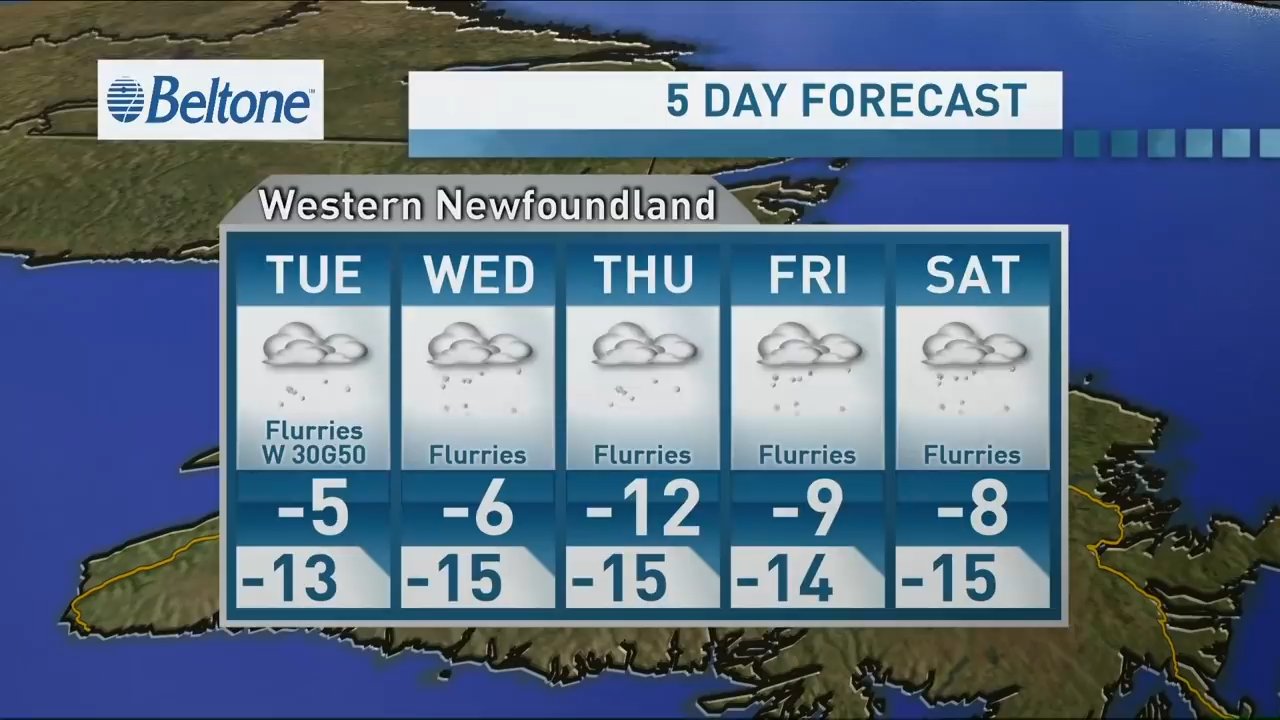 Beltone™
5 DAY FORECAST
Western Newfoundland
TUE WED THU FRI SAT
Flurries
W 30G50 Flurries Flurries Flurries Flurries
-5 -6 -12 -9 -8
-13 -15 -15 -14 -15